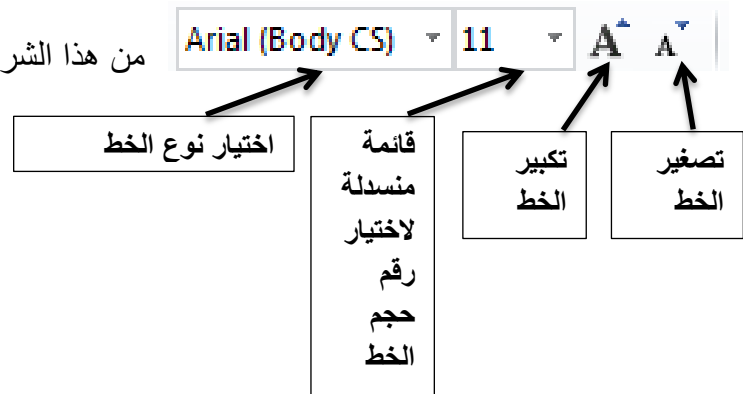 من هذا الشر
Arial (Body CS) 11 A A
اختيار نوع الخط
قائمة
منسدلة
لاختيار
رقم
حجم
الخط
تكبير
الخط
تصغير
الخط